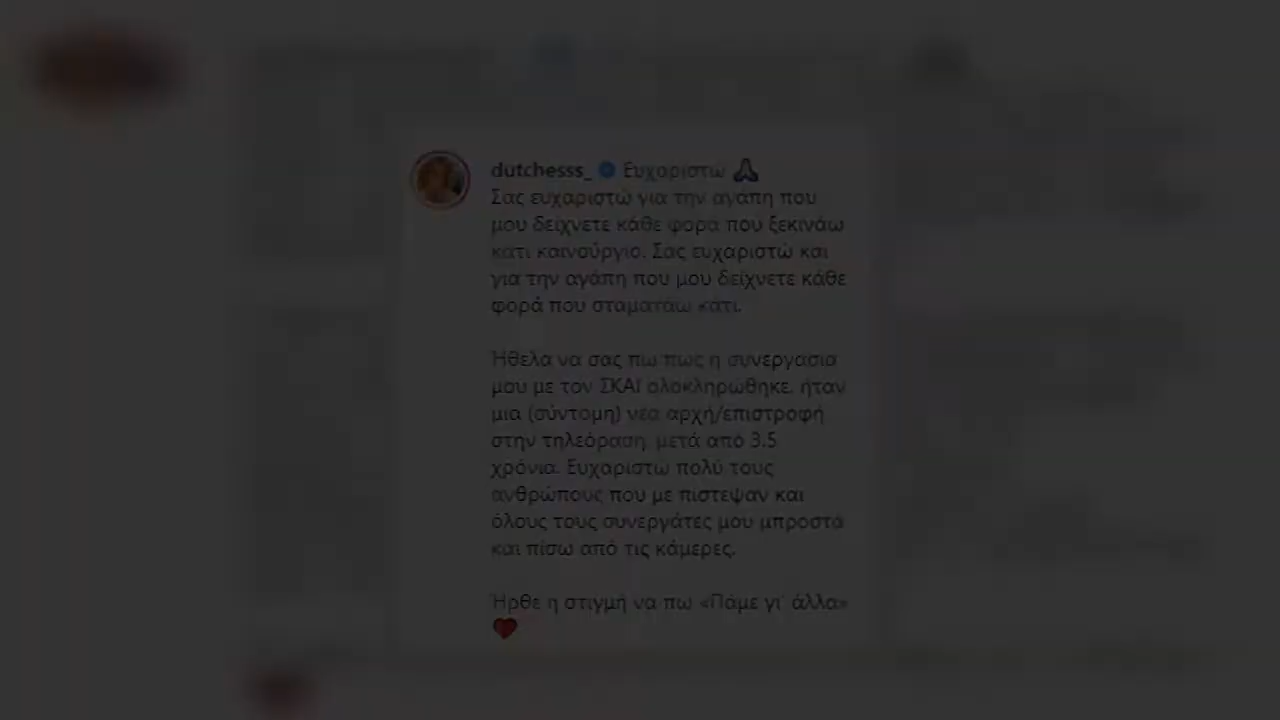 dutchesss_ Ευχαριστώ 🙏
Σας ευχαριστώ για την αγάπη που
μου δείχνετε κάθε φορά που ξεκινάω
κάτι καινούργιο. Σας ευχαριστώ και
για την αγάπη που μου δείχνετε κάθε
φορά που σταματάω κάτι.
Ήθελα να σας πω πως η συνεργασία
μου με τον ΣΚΑΙ ολοκληρώθηκε. ήταν
μια (σύντομη) νέα αρχή/επιστροφή
στην τηλεόραση, μετά από 3.5
χρόνια. Ευχαριστώ πολύ τους
ανθρώπους που με πίστεψαν και
όλους τους συνεργάτες μου μπροστά
και πίσω από τις κάμερες.
Ήρθε η στιγμή να πω «Πάμε γι' άλλα»
❤️